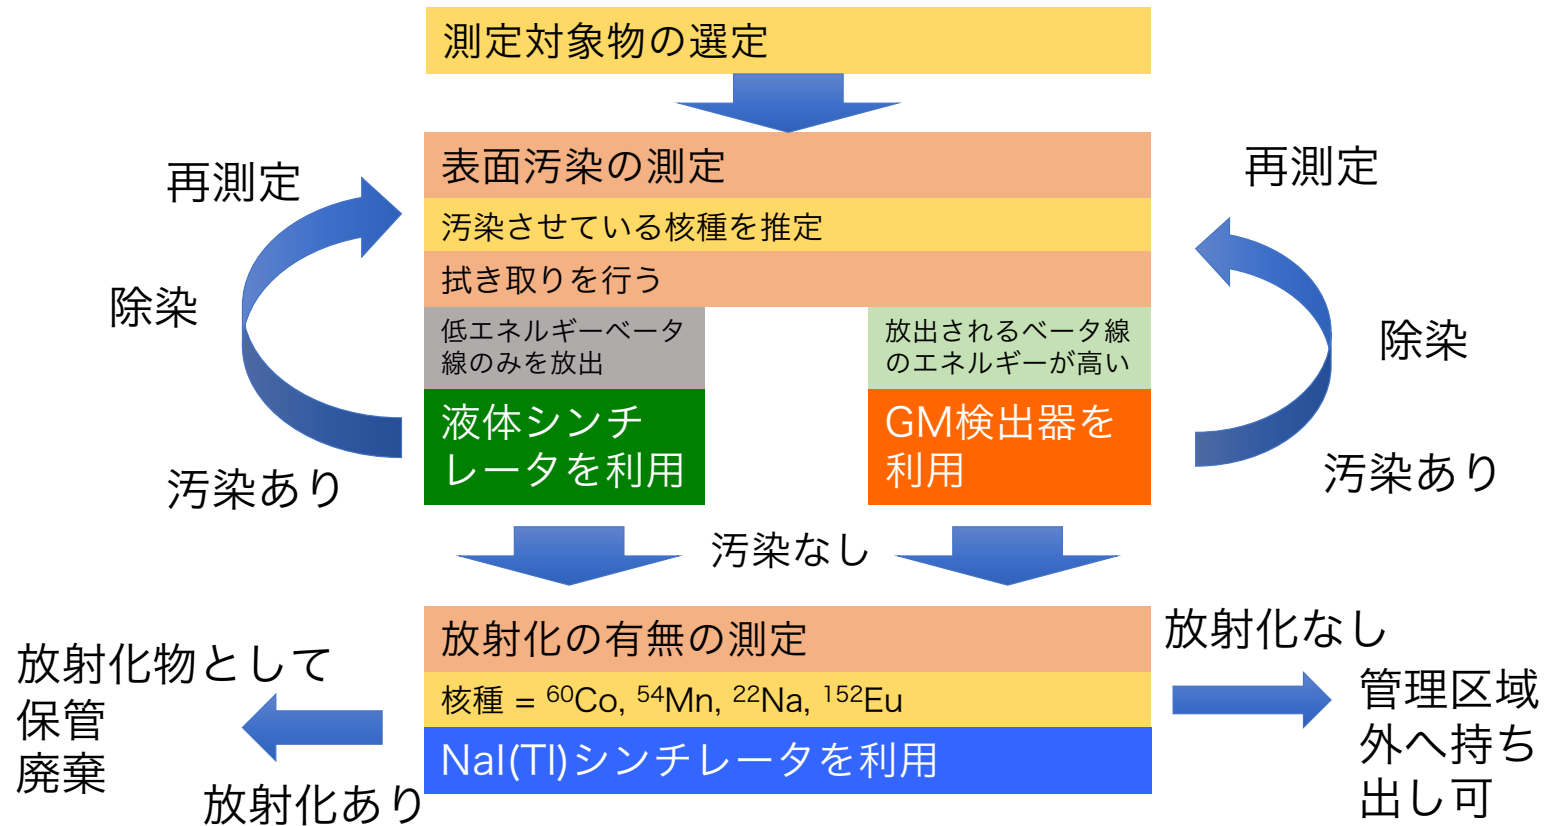 測定対象物の選定
表面汚染の測定
汚染させている核種を推定
拭き取りを行う
低エネルギーベータ
線のみを放出
液体シンチ
レータを利用
放出されるベータ線
のエネルギーが高い
GM検出器を
利用
再測定
除染
汚染あり
再測定
除染
汚染あり
汚染なし
放射化の有無の測定
核種 = ⁶⁰Co, ⁵⁴Mn, ²²Na, ¹⁵²Eu
NaI(Tl)シンチレータを利用
放射化物として
保管
廃棄
放射化あり
放射化なし
管理区域
外へ持ち
出し可